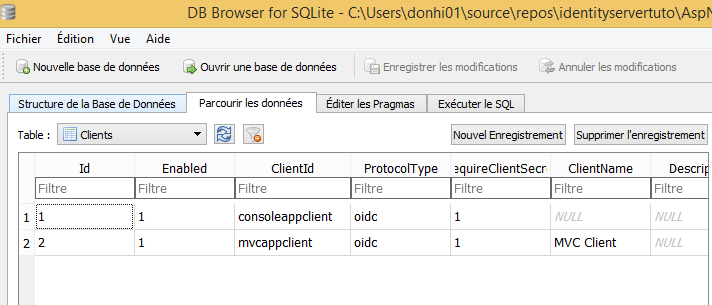 DB Browser for SQLite - C:\Users\donhi01\source\repos\identityservertuto\AspN
Fichier Édition Vue Aide
Nouvelle base de données Ouvrir une base de données Enregistrer les modifications Annuler les modifications
Structure de la Base de Données Parcourir les données Éditer les Pragmas Exécuter le SQL
Table : Clients Nouvel Enregistrement Supprimer l'enregistrement
Id Enabled ClientId ProtocolType equireClientSecre ClientName Descrip
Filtre Filtre Filtre Filtre Filtre Filtre Filtre
1 1 1 consoleappclient oidc 1 NULL NULL
2 2 1 mvcappclient oidc 1 MVC Client NULL